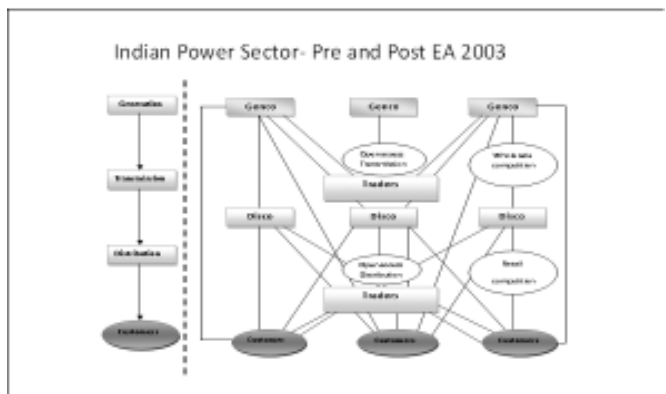 Indian Power Sector- Pre and Post EA 2003
Generation
Genco
Genco
Genco
Open access
Transmission
Wholesale
competition
Transmission
Traders
Disco
Disco
Disco
Distribution
Open access
Distribution
Retail
competition
Traders
Customers
Customers
Customers
Customers